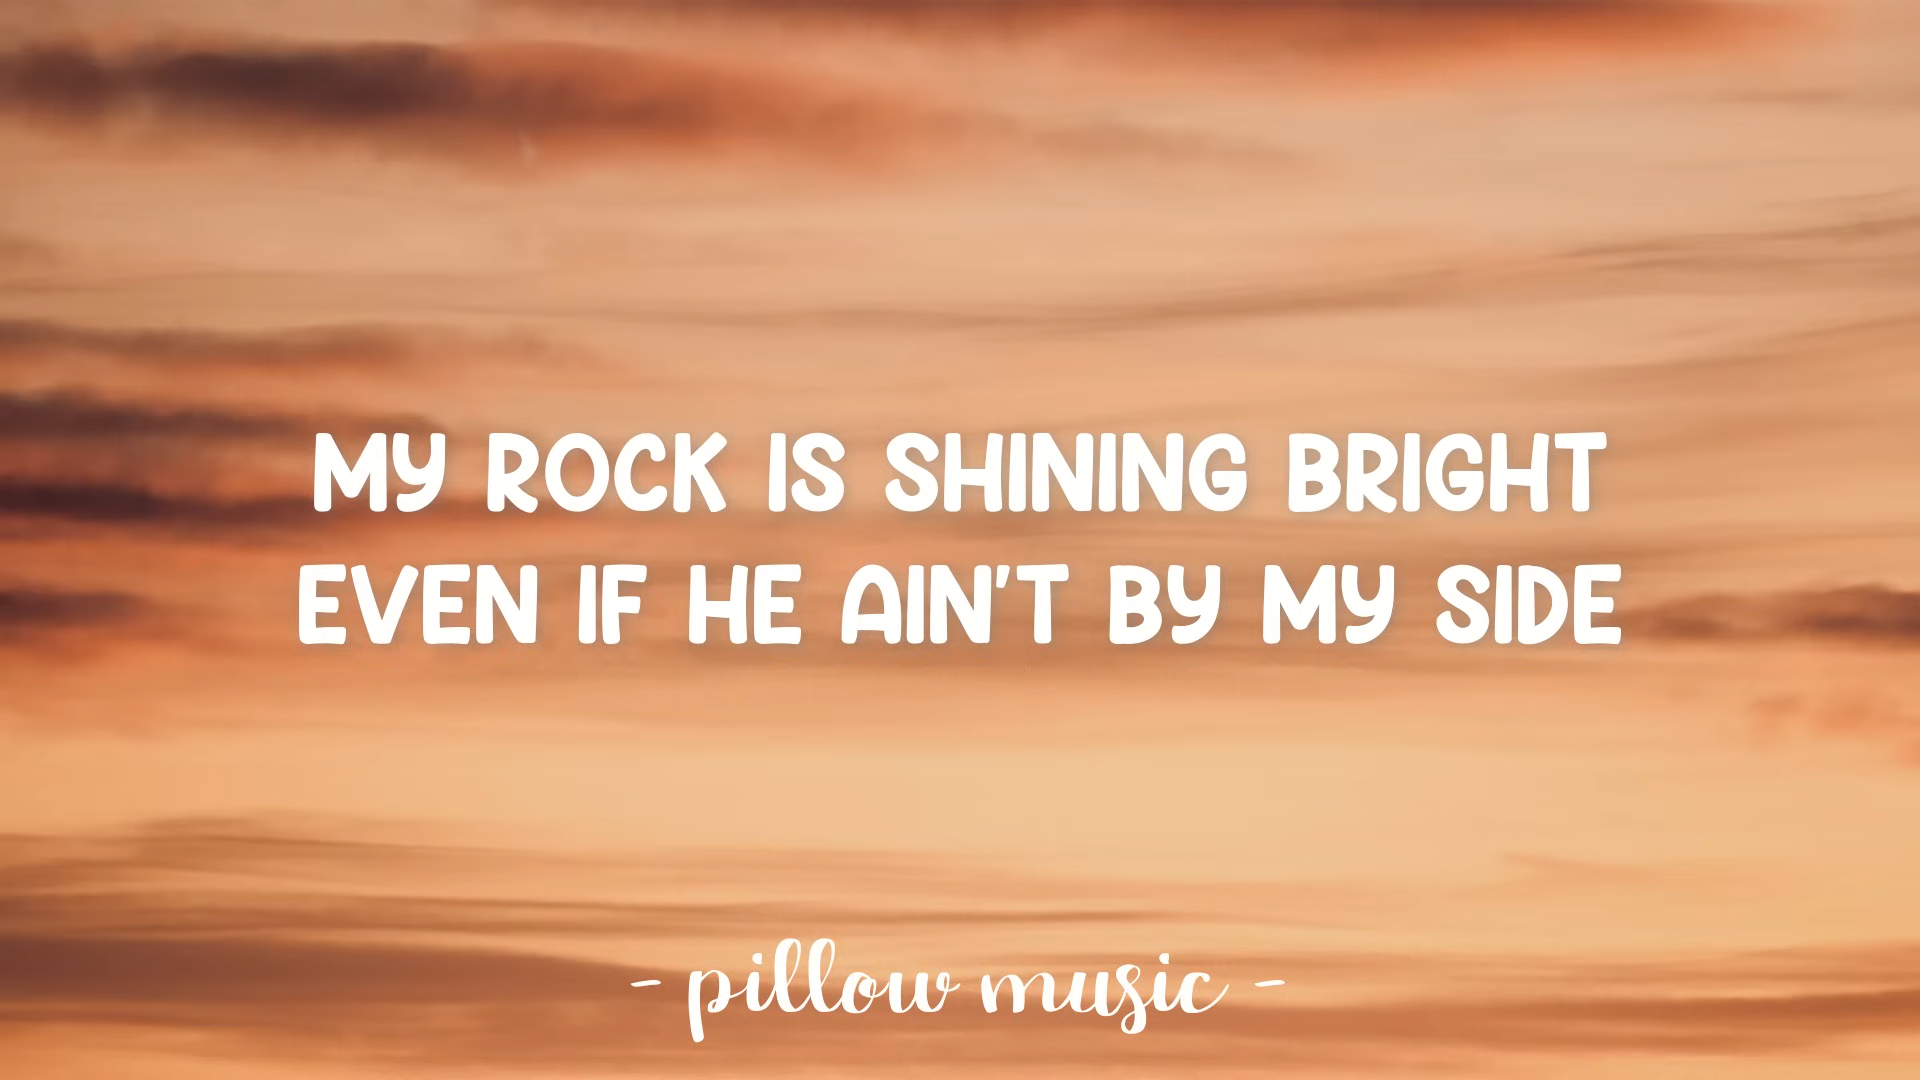 MY ROCK IS SHINING BRIGHT
EVEN IF HE AIN'T BY MY SIDE
- pillow music -